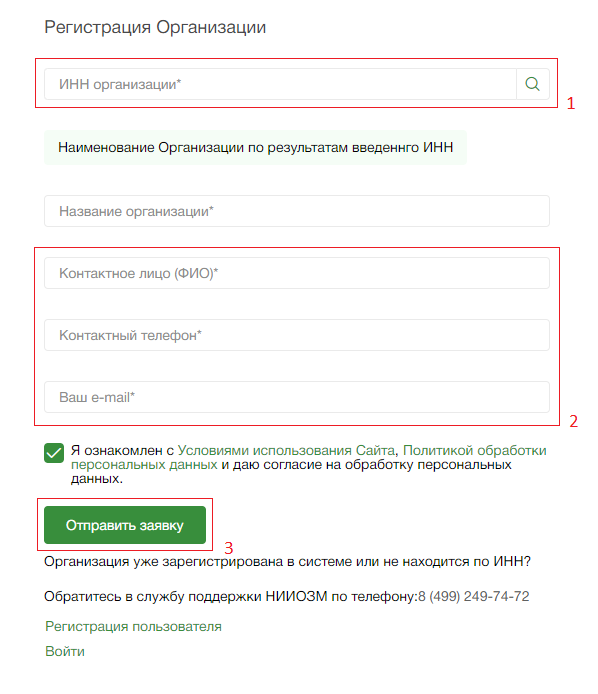 Регистрация Организации
ИНН организации*
1
Наименование Организации по результатам введеннго ИНН
Название организации*
Контактное лицо (ФИО)*
Контактный телефон*
Ваш e-mail*
2
Я ознакомлен с Условиями использования Сайта, Политикой обработки
персональных данных и даю согласие на обработку персональных
данных.
Отправить заявку
3
Организация уже зарегистрирована в системе или не находится по ИНН?
Обратитесь в службу поддержки НИИОЗМ по телефону:8 (499) 249-74-72
Регистрация пользователя
Войти